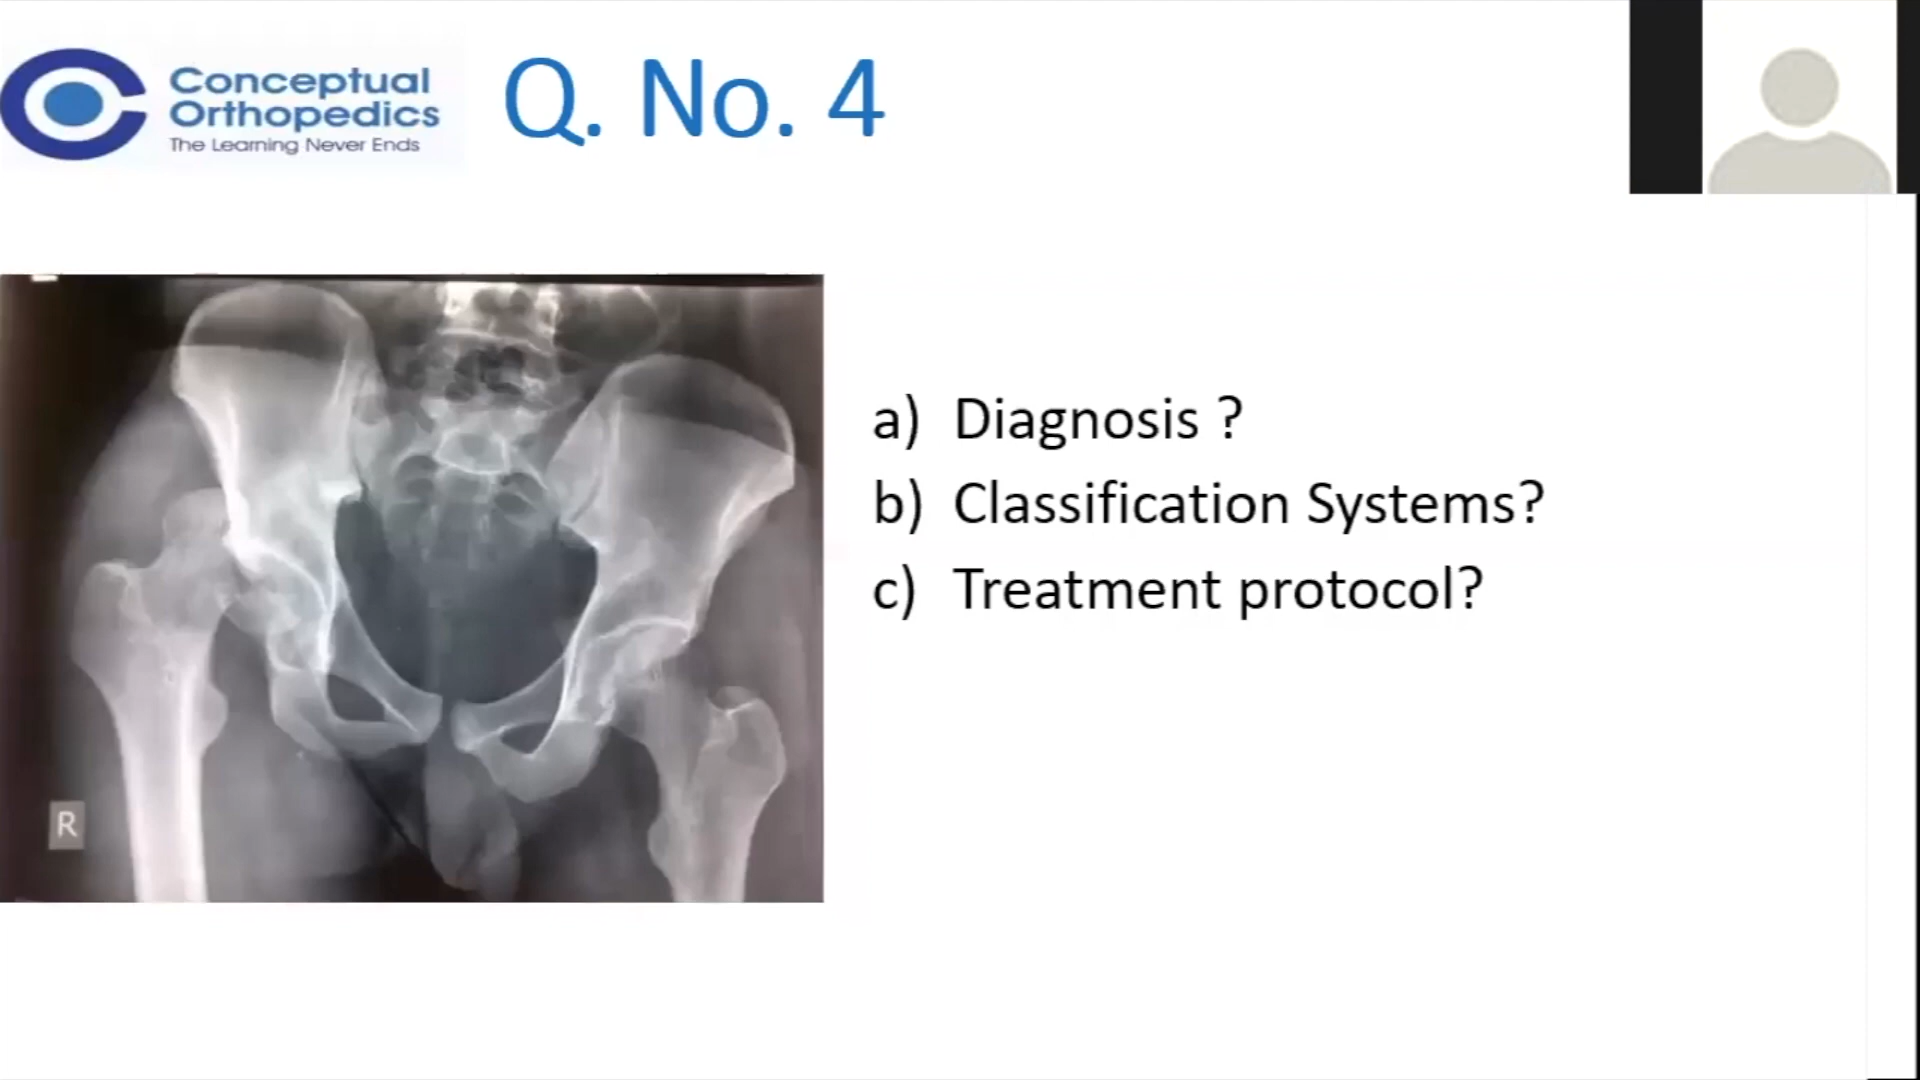 Conceptual
Orthopedics
The Learning Never Ends
Q. No. 4
a) Diagnosis ?
b) Classification Systems?
c) Treatment protocol?
R